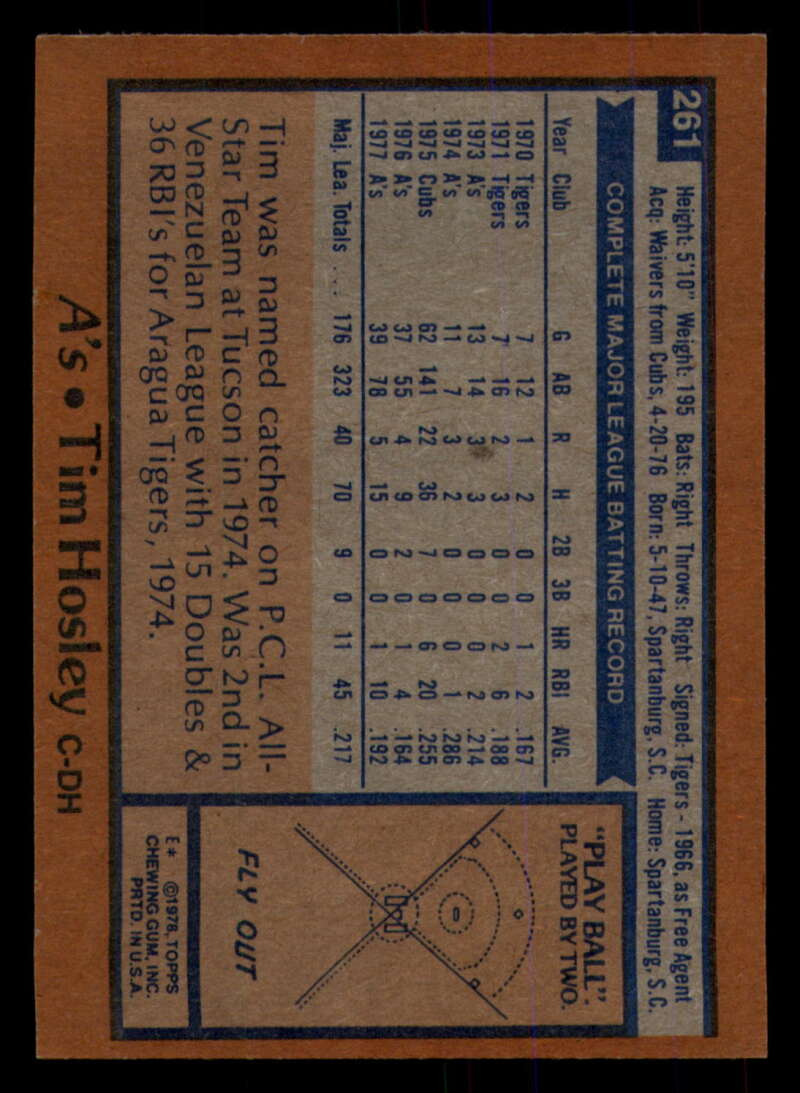 261
Height: 5'10" Weight: 195 Bats: Right Throws: Right Signed: Tigers - 1966, as Free Agent
Acq: Waivers from Cubs, 4-20-76 Born: 5-10-47, Spartanburg, S.C. Home: Spartanburg, S.C.
COMPLETE MAJOR LEAGUE BATTING RECORD
Year Club G AB R H 2B 3B HR RBI AVG.
1970 Tigers 7 12 1 2 0 0 1 2 .167
1971 Tigers 7 16 2 3 0 0 2 6 .188
1973 A's 13 14 3 3 0 0 0 2 .214
1974 A's 11 7 3 2 0 0 0 1 .286
1975 Cubs 62 141 22 36 7 0 6 20 .255
1976 A's 37 55 4 9 2 0 1 4 .164
1977 A's 39 78 5 15 0 0 1 10 .192
Maj. Lea. Totals .... 176 323 40 70 9 0 11 45 .217
Tim was named catcher on P.C.L. All-
Star Team at Tucson in 1974. Was 2nd in
Venezuelan League with 15 Doubles &
36 RBI's for Aragua Tigers, 1974.
"PLAY BALL"-
PLAYED BY TWO.
FLY OUT
E* ©1978, TOPPS
CHEWING GUM, INC.
PRTD. IN U.S.A.
A's • Tim Hosley C-DH